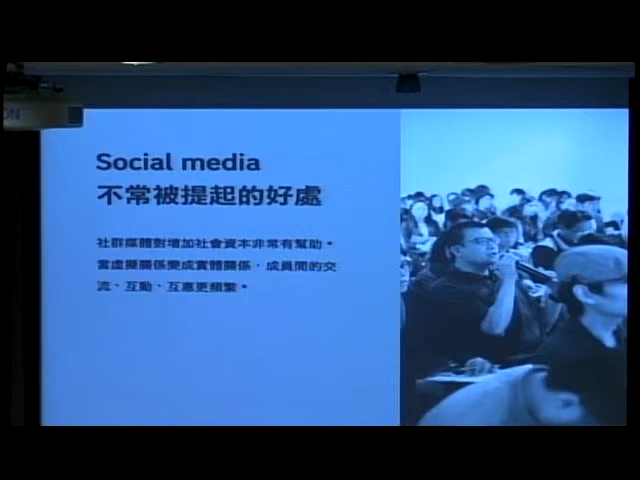 Social media
不常被提起的好處
社群媒體對增加社會資本非常有幫助。
當虛擬關係變成實體關係，成員間的交
流、互動、互惠更頻繁。